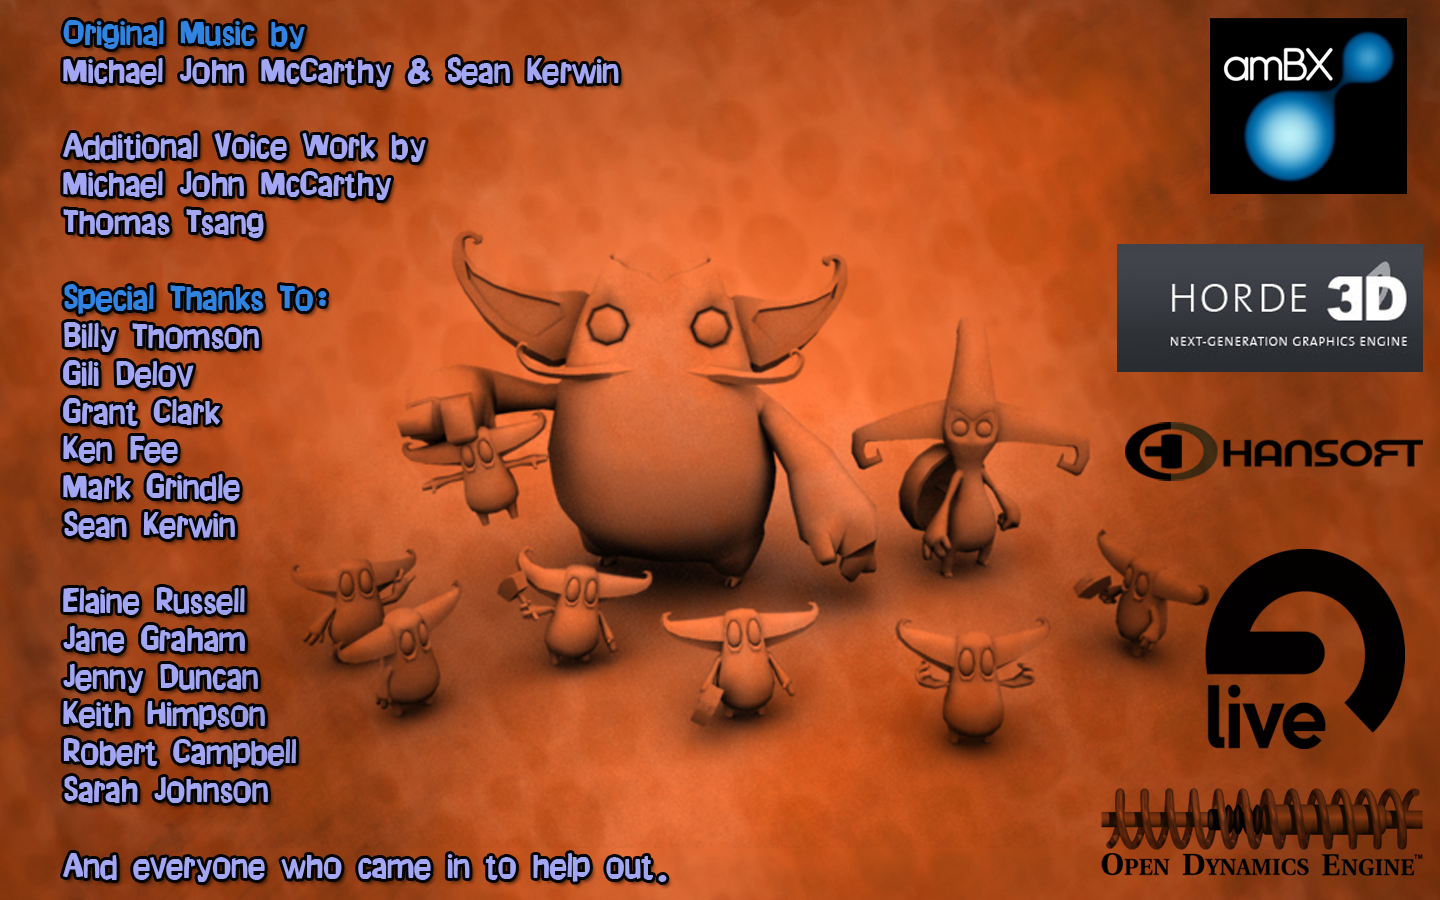 Original Music by
Michael John McCarthy & Sean Kerwin
Additional Voice Work by
Michael John McCarthy
Thomas Tsang
Special Thanks To:
Billy Thomson
Gili Delov
Grant Clark
Ken Fee
Mark Grindle
Sean Kerwin
Elaine Russell
Jane Graham
Jenny Duncan
Keith Himpson
Robert Campbell
Sarah Johnson
And everyone who came in to help out.
amBX
HORDE 3D
NEXT-GENERATION GRAPHICS ENGINE
HANSOFT
live
OPEN DYNAMICS ENGINE™